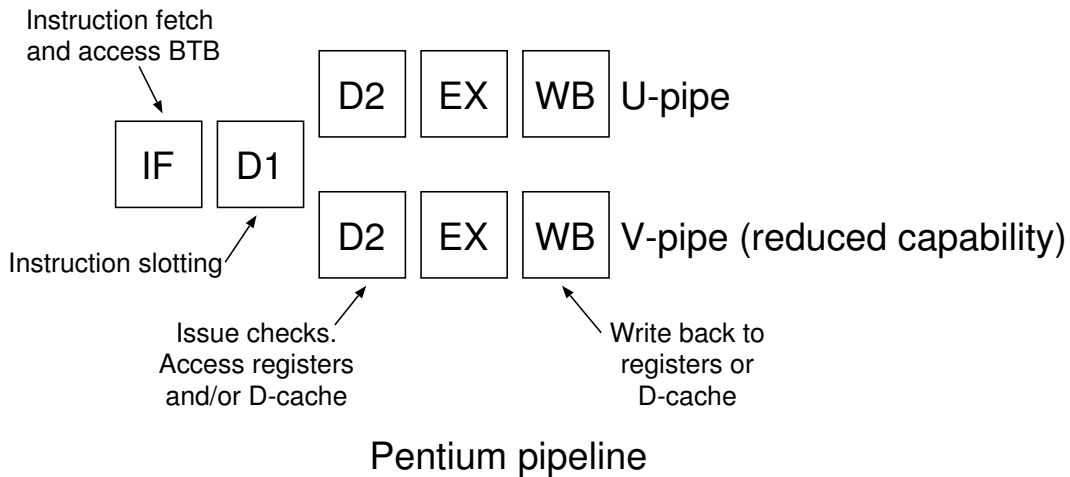 Instruction fetch
and access BTB
D2 EX WB U-pipe
IF D1
D2 EX WB V-pipe (reduced capability)
Instruction slotting
Issue checks.
Access registers
and/or D-cache
Write back to
registers or
D-cache
Pentium pipeline